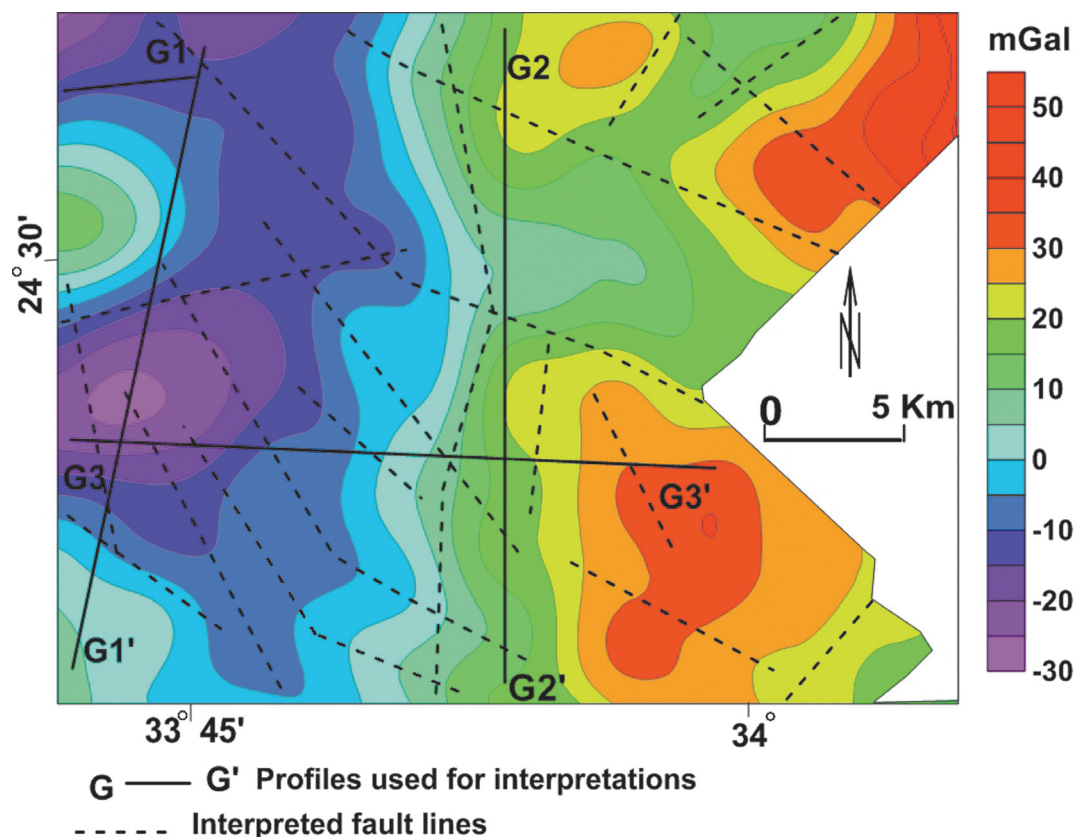 mGal
G1
G2
50
40
30
20
10
0
-10
-20
-30
24° 30'
N
0 5 Km
G3
G3'
G1'
G2'
33° 45'
34°
G G' Profiles used for interpretations
Interpreted fault lines